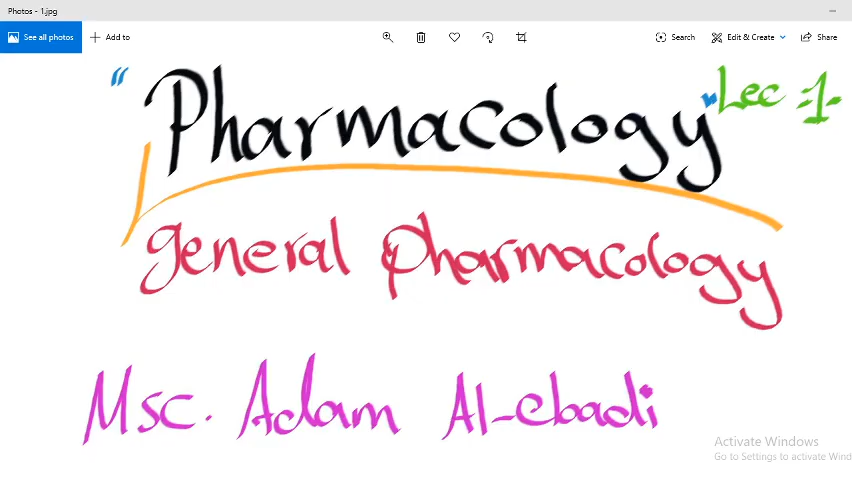 Photos - 1.jpg
See all photos
Add to
Search
Edit & Create
Share
"Pharmacology"
Lec -1-
general pharmacology
Msc. Adam Al-ebadi
Activate Windows
Go to Settings to activate Wind